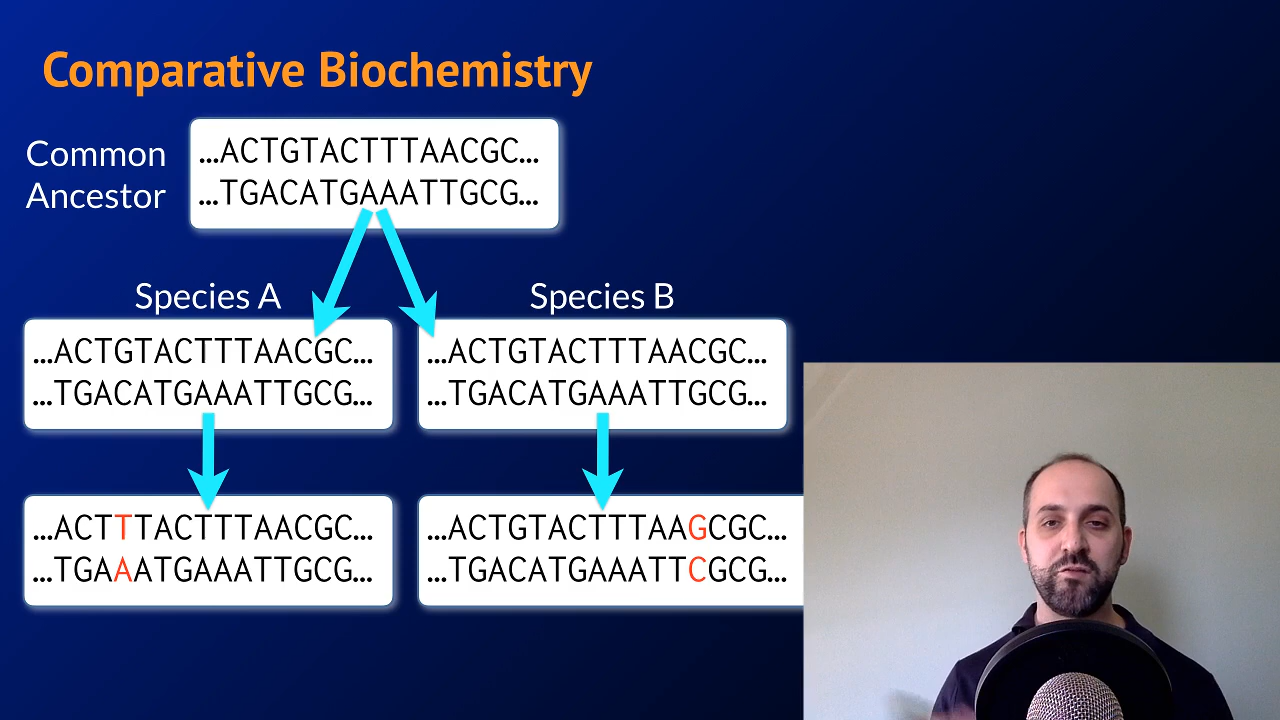 Comparative Biochemistry
Common
Ancestor
...ACTGTACTTTAACGC...
...TGACATGAAATTGCG...
Species A
Species B
...ACTGTACTTTAACGC...
...TGACATGAAATTGCG...
...ACTGTACTTTAACGC...
...TGACATGAAATTGCG...
...ACTTTACTTTAACGC...
...TGAAATGAAATTGCG...
...ACTGTACTTTAAGCGC...
...TGACATGAAATTCGCG...